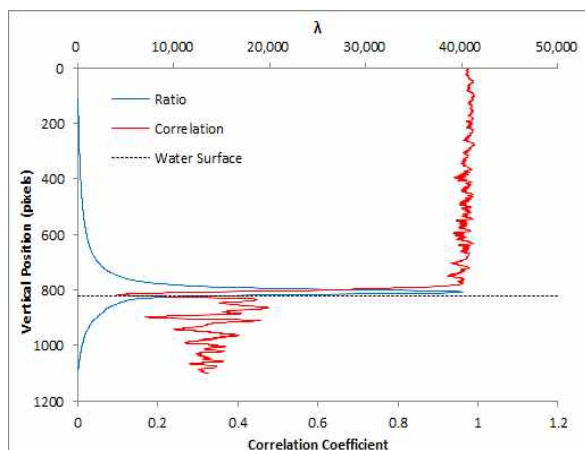 λ
0 10,000 20,000 30,000 40,000 50,000
0
200
400
600
800
1000
1200
Vertical Position (pixels)
Ratio
Correlation
Water Surface
0 0.2 0.4 0.6 0.8 1 1.2
Correlation Coefficient